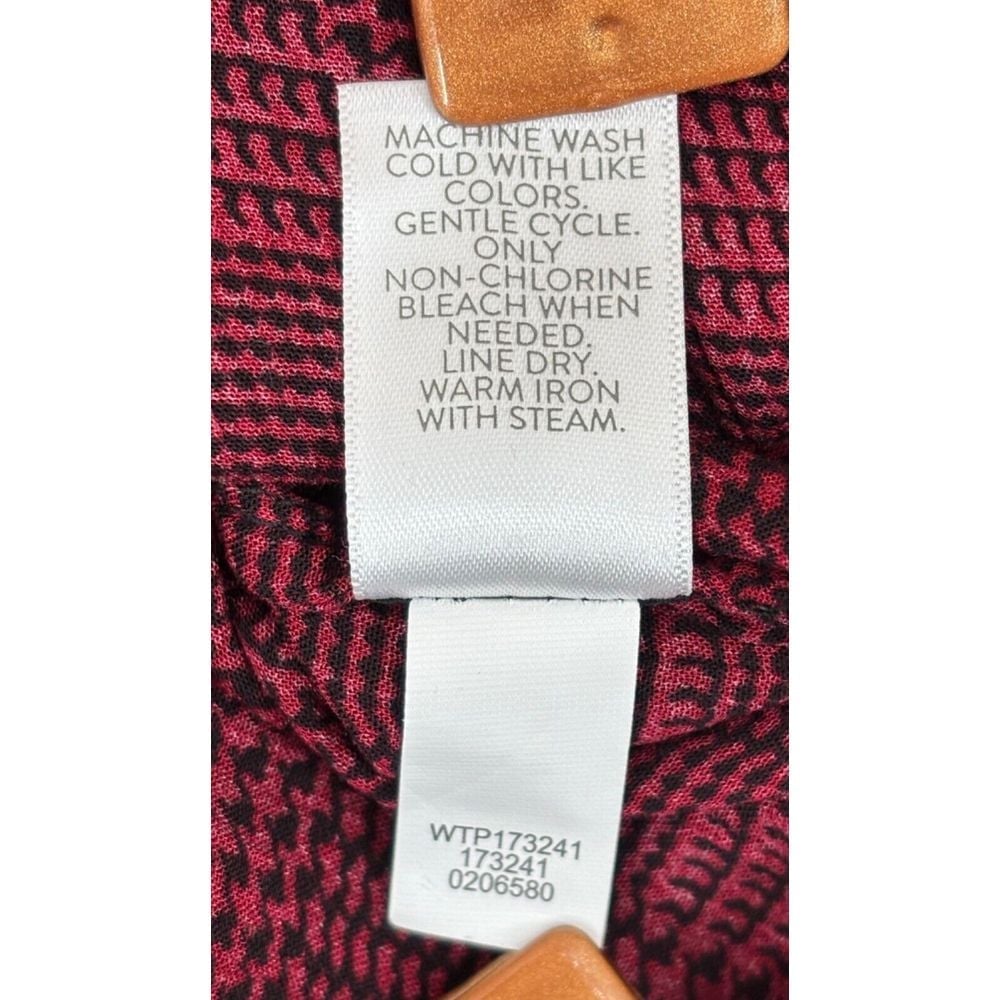 MACHINE WASH
COLD WITH LIKE
COLORS.
GENTLE CYCLE.
ONLY
NON-CHLORINE
BLEACH WHEN
NEEDED.
LINE DRY.
WARM IRON
WITH STEAM.
WTP173241
173241
0206580